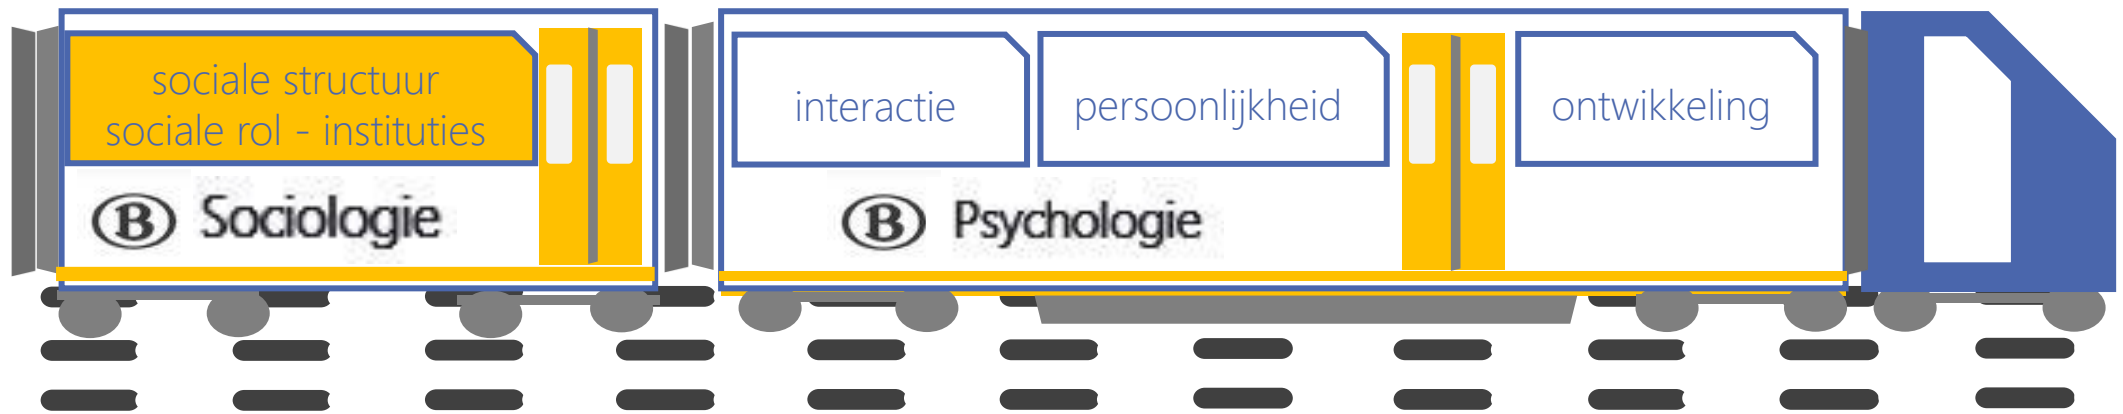 sociale structuur
sociale rol - instituties
interactie
persoonlijkheid
ontwikkeling
B Sociologie
B Psychologie